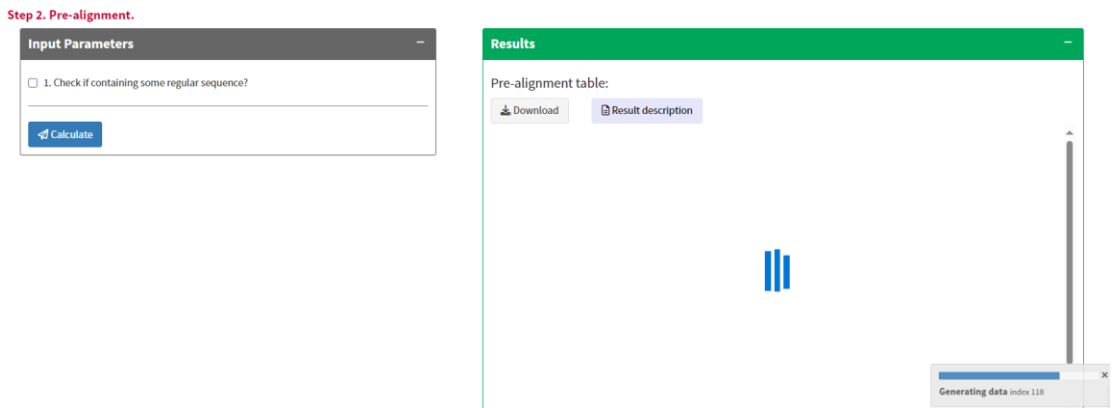 Step 2. Pre-alignment.
Input Parameters
1. Check if containing some regular sequence?
Calculate
Results
Pre-alignment table:
Download
Result description
Generating data index 118